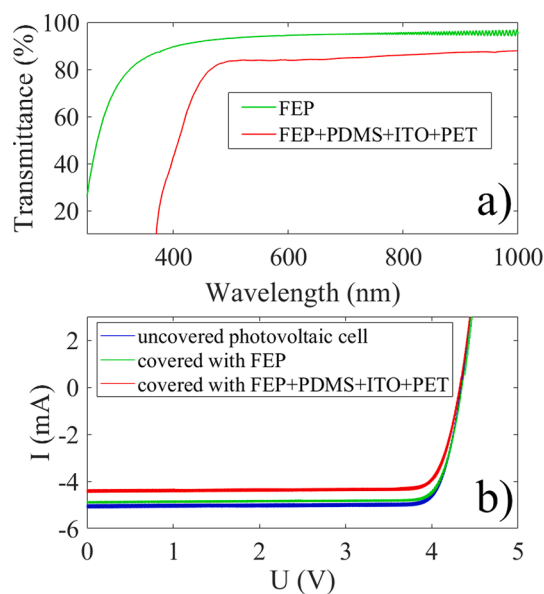 100
80
60
40
20
Transmittance (%)
FEP
FEP+PDMS+ITO+PET
a)
400 600 800 1000
Wavelength (nm)
2
0
-2
-4
-6
I (mA)
uncovered photovoltaic cell
covered with FEP
covered with FEP+PDMS+ITO+PET
b)
0 1 2 3 4 5
U (V)